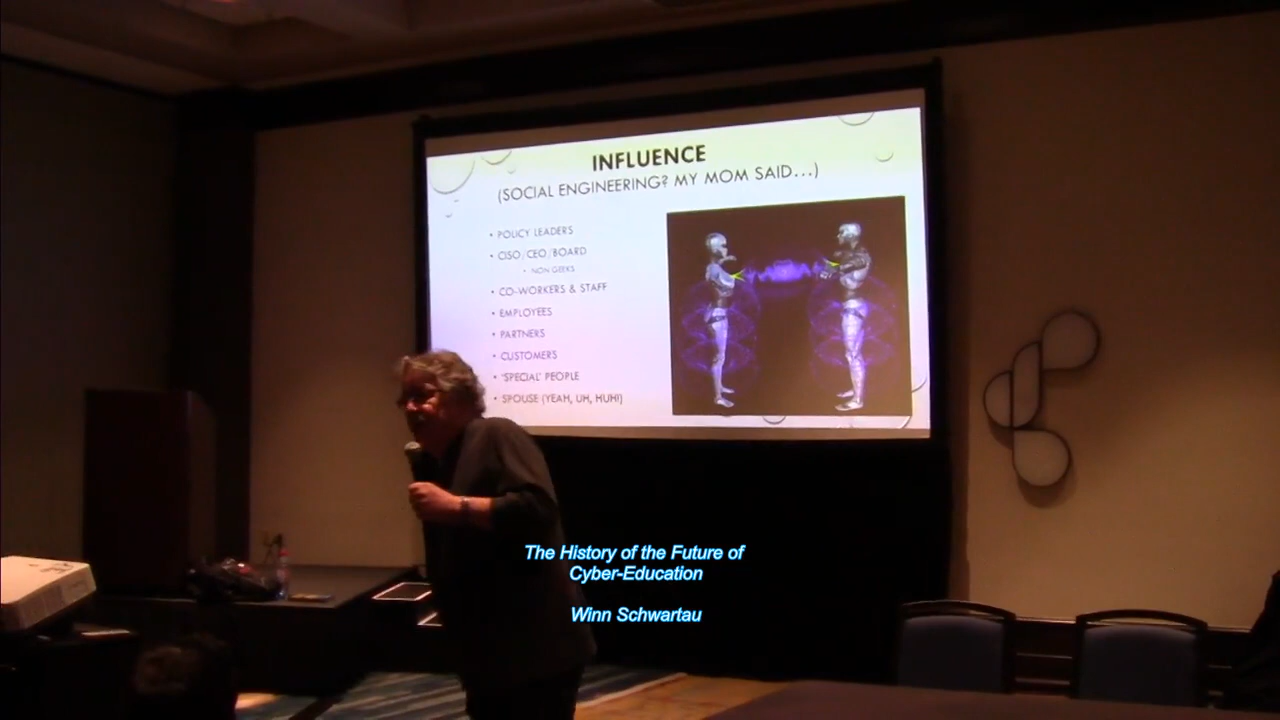 INFLUENCE
(SOCIAL ENGINEERING? MY MOM SAID...)
• POLICY LEADERS
• CISO/CEO/BOARD
• NON GEEKS
• CO-WORKERS & STAFF
• EMPLOYEES
• PARTNERS
• CUSTOMERS
• 'SPECIAL' PEOPLE
• SPOUSE (YEAH, UH, HUH!)
The History of the Future of
Cyber-Education
Winn Schwartau